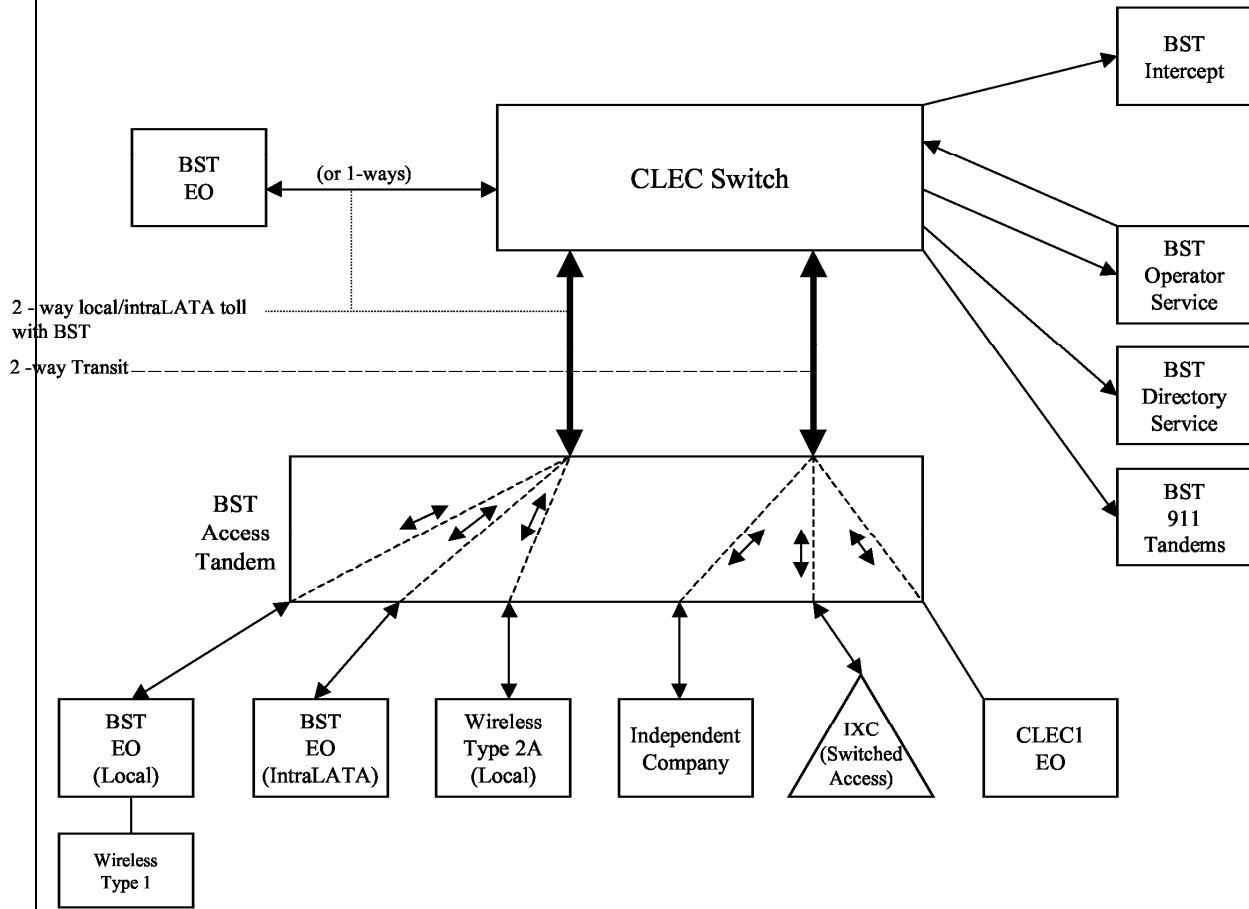 BST
Intercept
BST
EO
(or 1-ways)
CLEC Switch
BST
Operator
Service
2 - way local/intraLATA toll
with BST
2 -way Transit
BST
Directory
Service
BST
Access
Tandem
BST
911
Tandems
BST
EO
(Local)
BST
EO
(IntraLATA)
Wireless
Type 2A
(Local)
Independent
Company
IXC
(Switched
Access)
CLEC1
EO
Wireless
Type 1